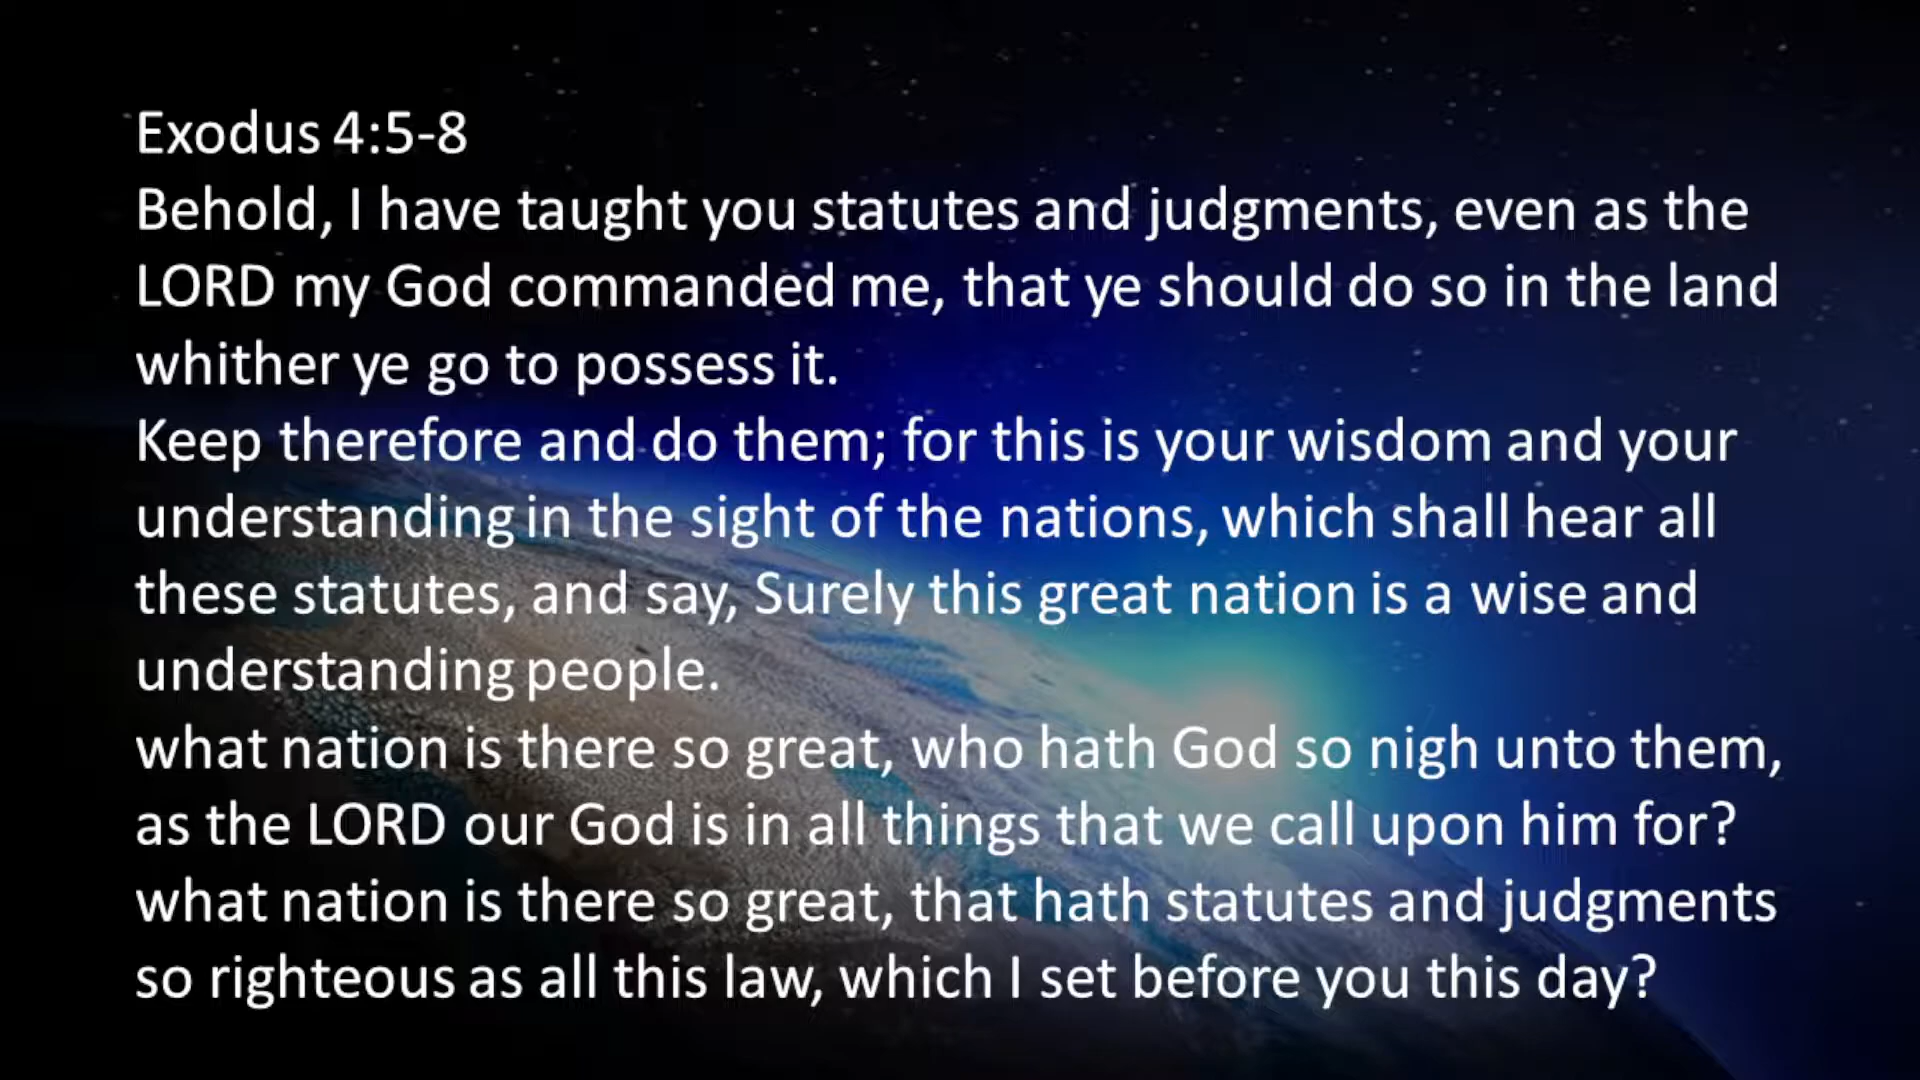 Exodus 4:5-8
Behold, I have taught you statutes and judgments, even as the
LORD my God commanded me, that ye should do so in the land
whither ye go to possess it.
Keep therefore and do them; for this is your wisdom and your
understanding in the sight of the nations, which shall hear all
these statutes, and say, Surely this great nation is a wise and
understanding people.
what nation is there so great, who hath God so nigh unto them,
as the LORD our God is in all things that we call upon him for?
what nation is there so great, that hath statutes and judgments
so righteous as all this law, which I set before you this day?